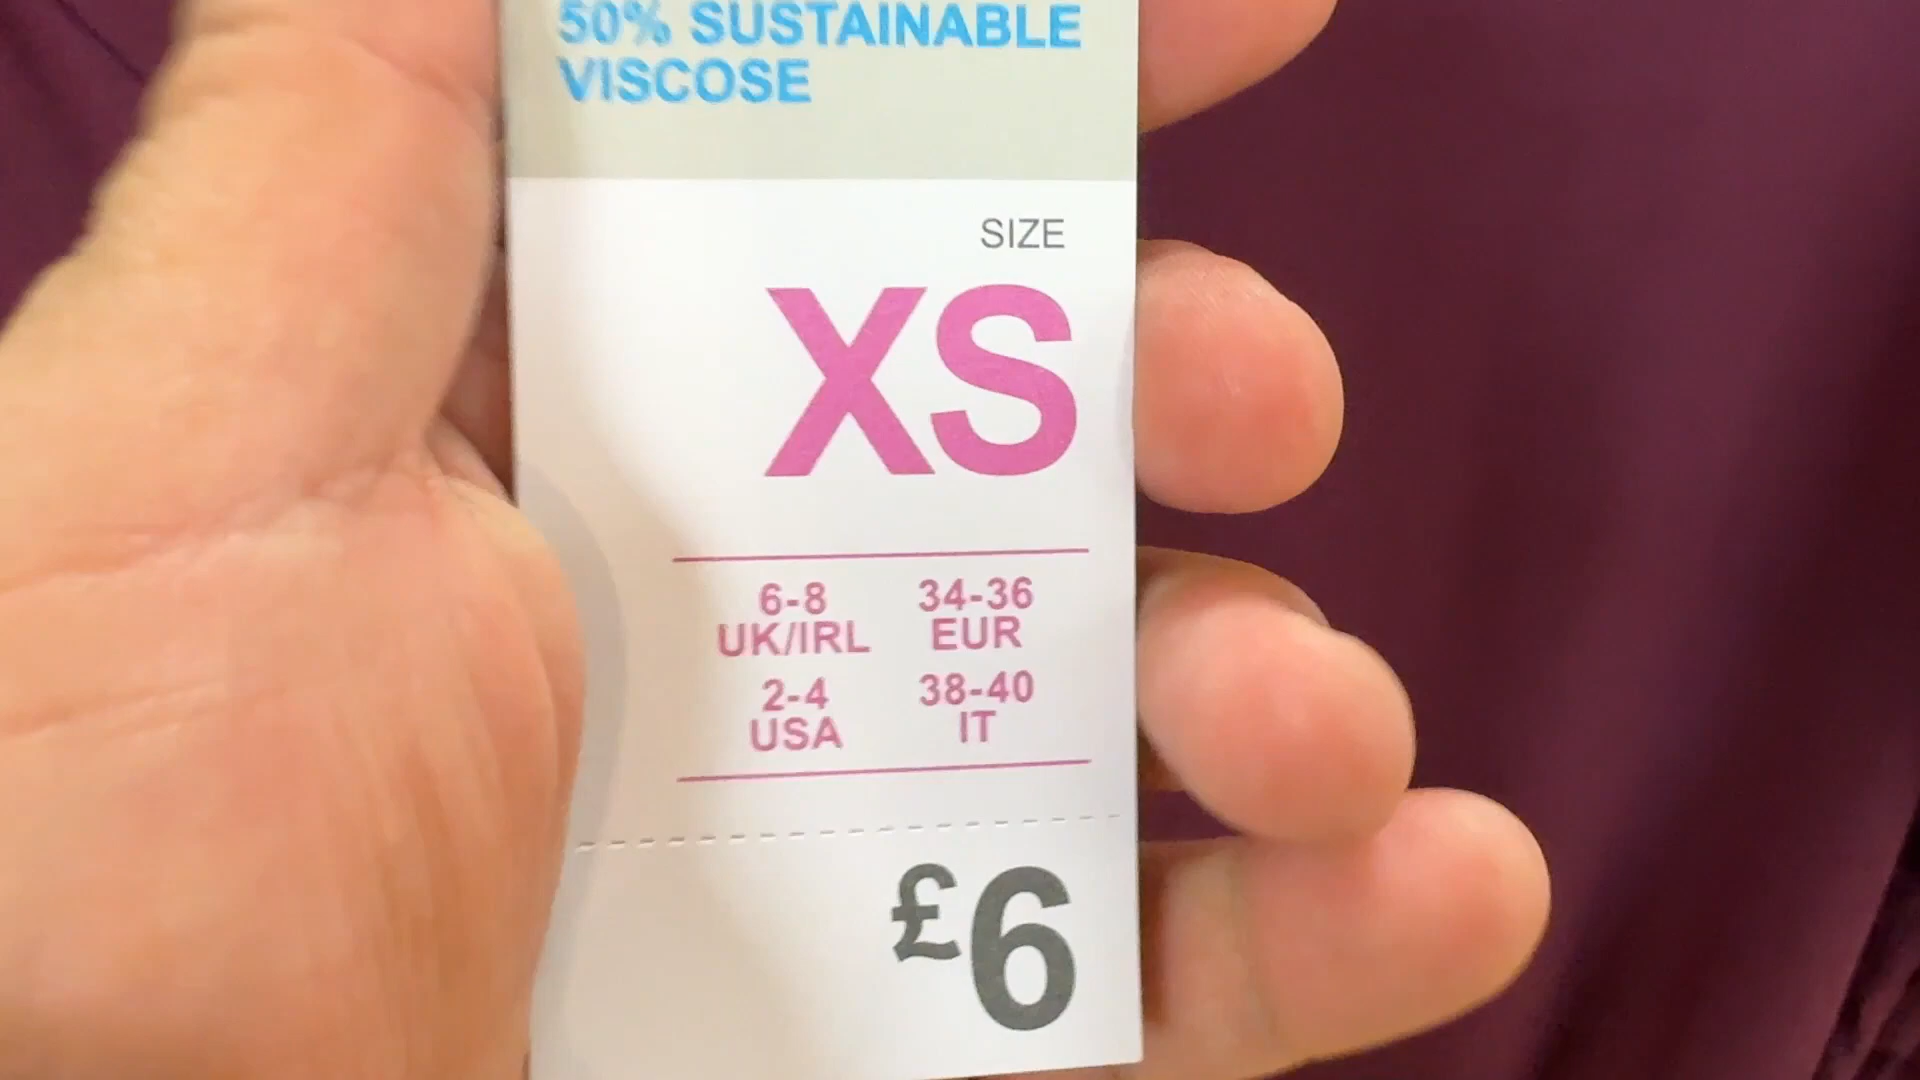 50% SUSTAINABLE
VISCOSE
SIZE
XS
6-8 34-36
UK/IRL EUR
2-4 38-40
USA IT
£6